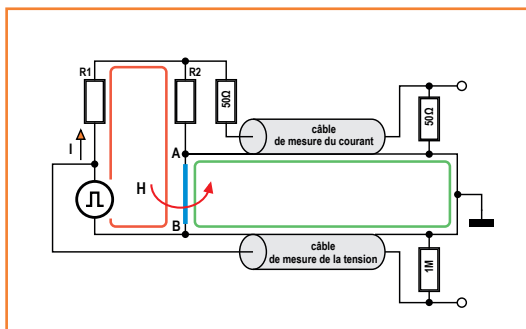 R1
R2
50Ω
50Ω
câble
de mesure du courant
A
I
H
B
câble
de mesure de la tension
1M